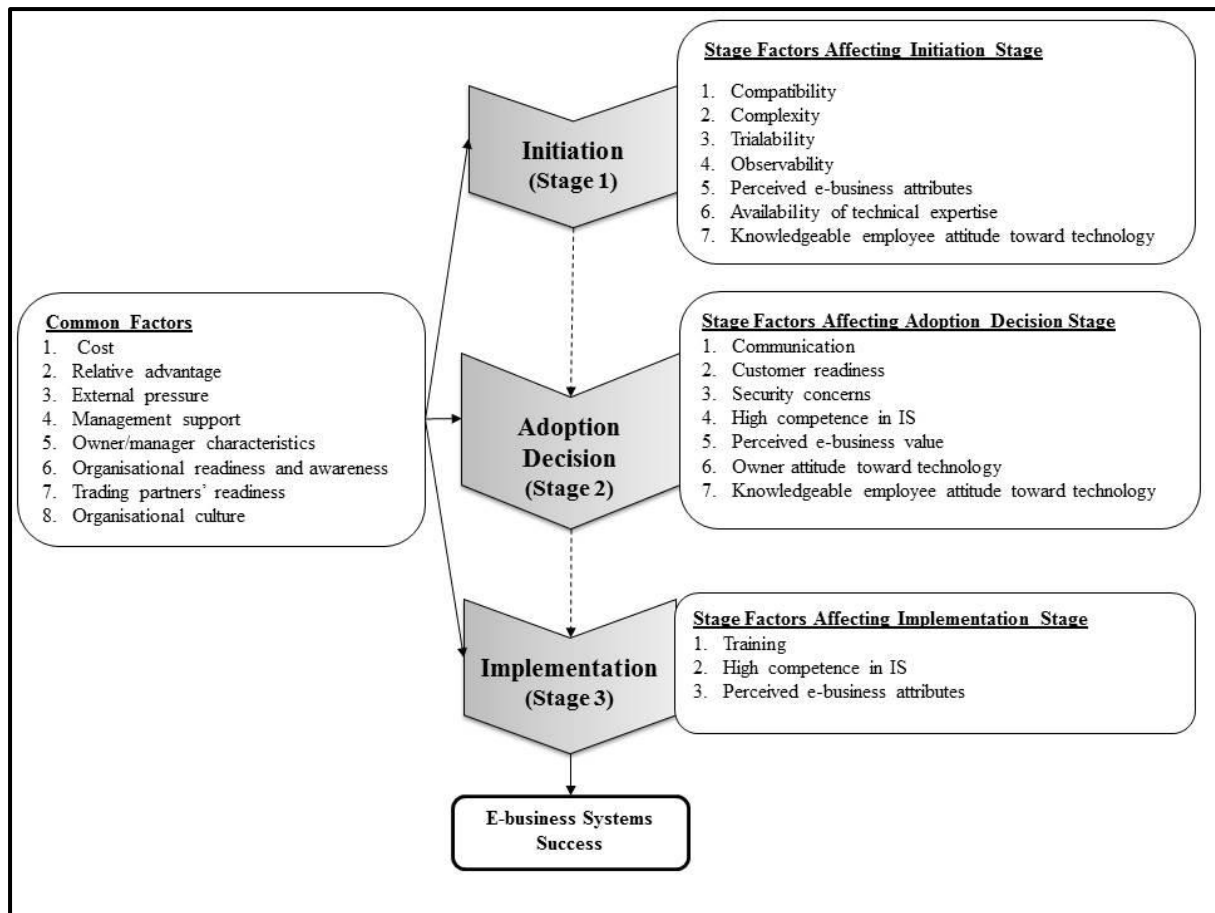 Stage Factors Affecting Initiation Stage
1. Compatibility
2. Complexity
3. Trialability
4. Observability
5. Perceived e-business attributes
6. Availability of technical expertise
7. Knowledgeable employee attitude toward technology
Initiation
(Stage 1)
Common Factors
1. Cost
2. Relative advantage
3. External pressure
4. Management support
5. Owner/manager characteristics
6. Organisational readiness and awareness
7. Trading partners’ readiness
8. Organisational culture
Adoption
Decision
(Stage 2)
Stage Factors Affecting Adoption Decision Stage
1. Communication
2. Customer readiness
3. Security concerns
4. High competence in IS
5. Perceived e-business value
6. Owner attitude toward technology
7. Knowledgeable employee attitude toward technology
Implementation
(Stage 3)
Stage Factors Affecting Implementation Stage
1. Training
2. High competence in IS
3. Perceived e-business attributes
E-business Systems
Success